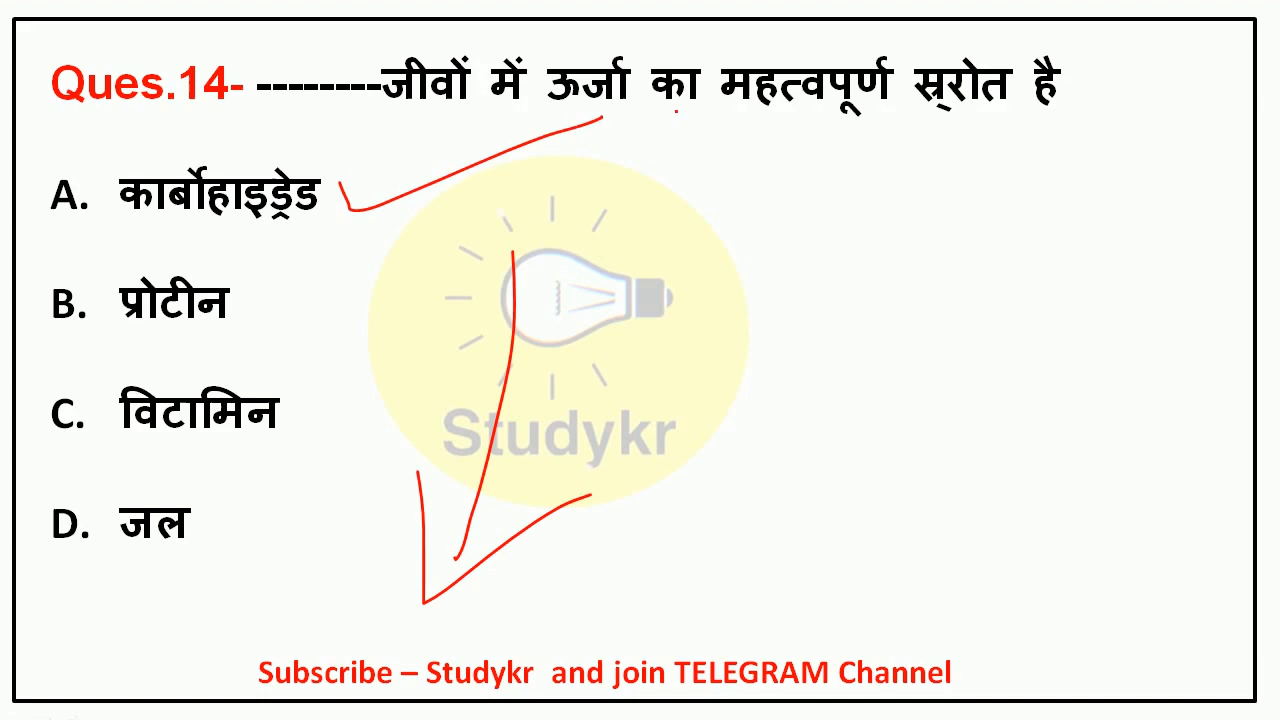 Ques.14- --------जीवों में ऊर्जा का महत्वपूर्ण स्र्रोत है
A. कार्बोहाइड्रेड
B. प्रोटीन
C. विटामिन
D. जल
Studykr
Subscribe – Studykr and join TELEGRAM Channel